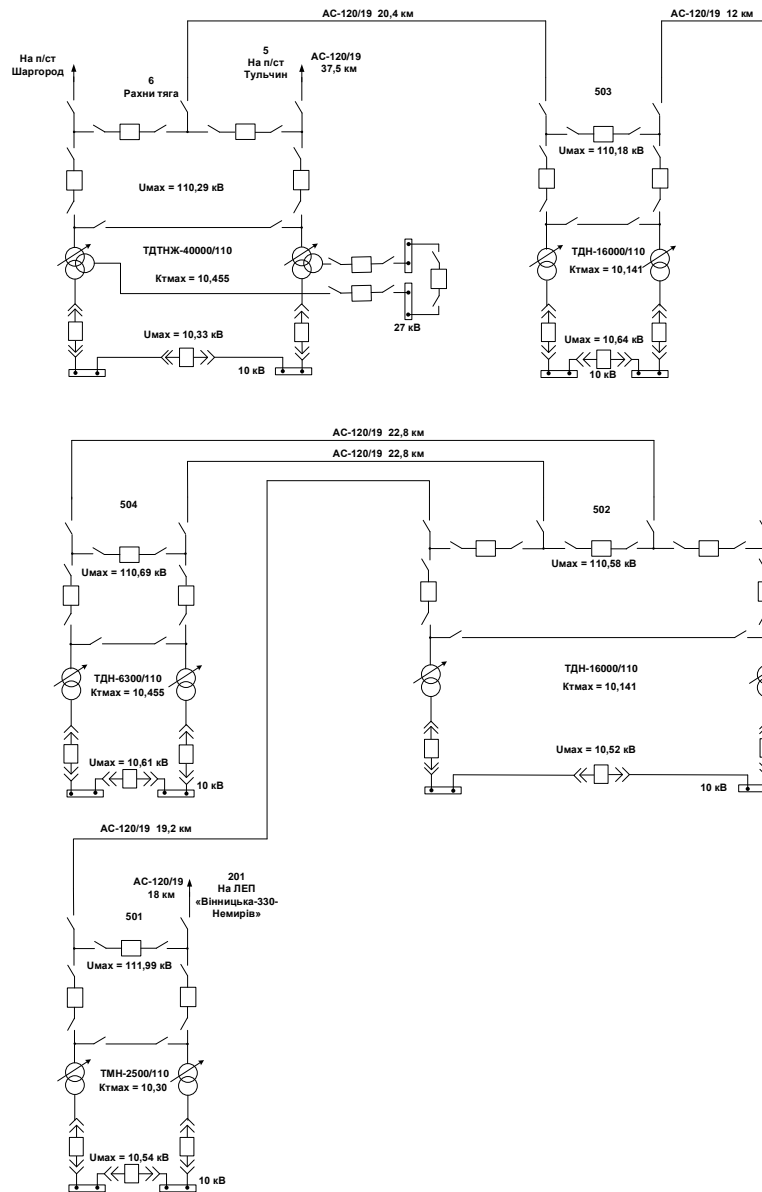 АС-120/19 20,4 км
АС-120/19 12 км
На п/ст
Шаргород
6
Рахни тяга
5
На п/ст
Тульчин
АС-120/19
37,5 км
503
Uмах = 110,29 кВ
Uмах = 110,18 кВ
ТДТНЖ-40000/110
Ктмах = 10,455
ТДН-16000/110
Ктмах = 10,141
27 кВ
Uмах = 10,33 кВ
10 кВ
Uмах = 10,64 кВ
10 кВ
АС-120/19 22,8 км
АС-120/19 22,8 км
504
502
Uмах = 110,69 кВ
Uмах = 110,58 кВ
ТДН-6300/110
Ктмах = 10,455
ТДН-16000/110
Ктмах = 10,141
Uмах = 10,61 кВ
10 кВ
Uмах = 10,52 кВ
10 кВ
АС-120/19 19,2 км
АС-120/19
18 км
201
На ЛЕП
«Вінницька-330-
Немирів»
501
Uмах = 111,99 кВ
ТМН-2500/110
Ктмах = 10,30
Uмах = 10,54 кВ
10 кВ